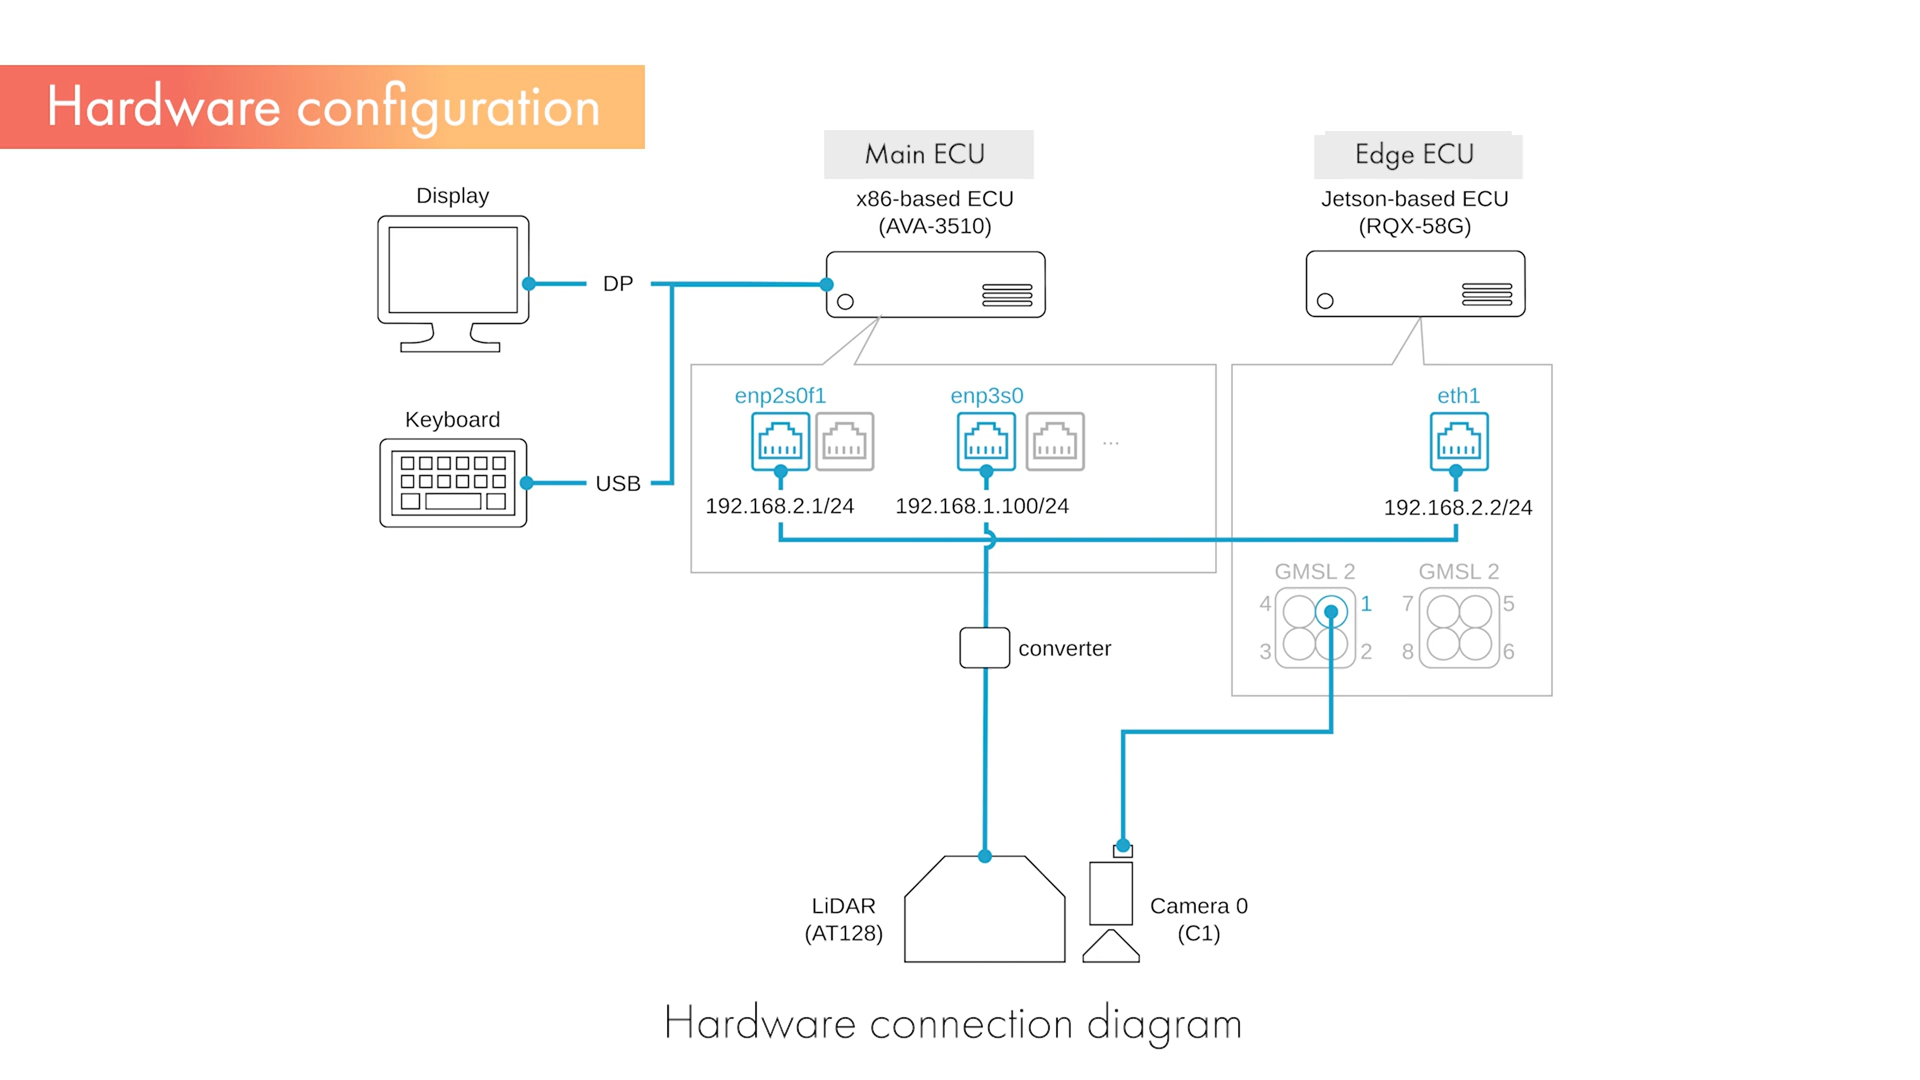 Hardware configuration
Main ECU
Edge ECU
Display
x86-based ECU
(AVA-3510)
Jetson-based ECU
(RQX-58G)
DP
enp2s0f1
enp3s0
eth1
Keyboard
...
USB
192.168.2.1/24
192.168.1.100/24
192.168.2.2/24
GMSL 2
GMSL 2
4
1
7
5
3
2
8
6
converter
LiDAR
(AT128)
Camera 0
(C1)
Hardware connection diagram